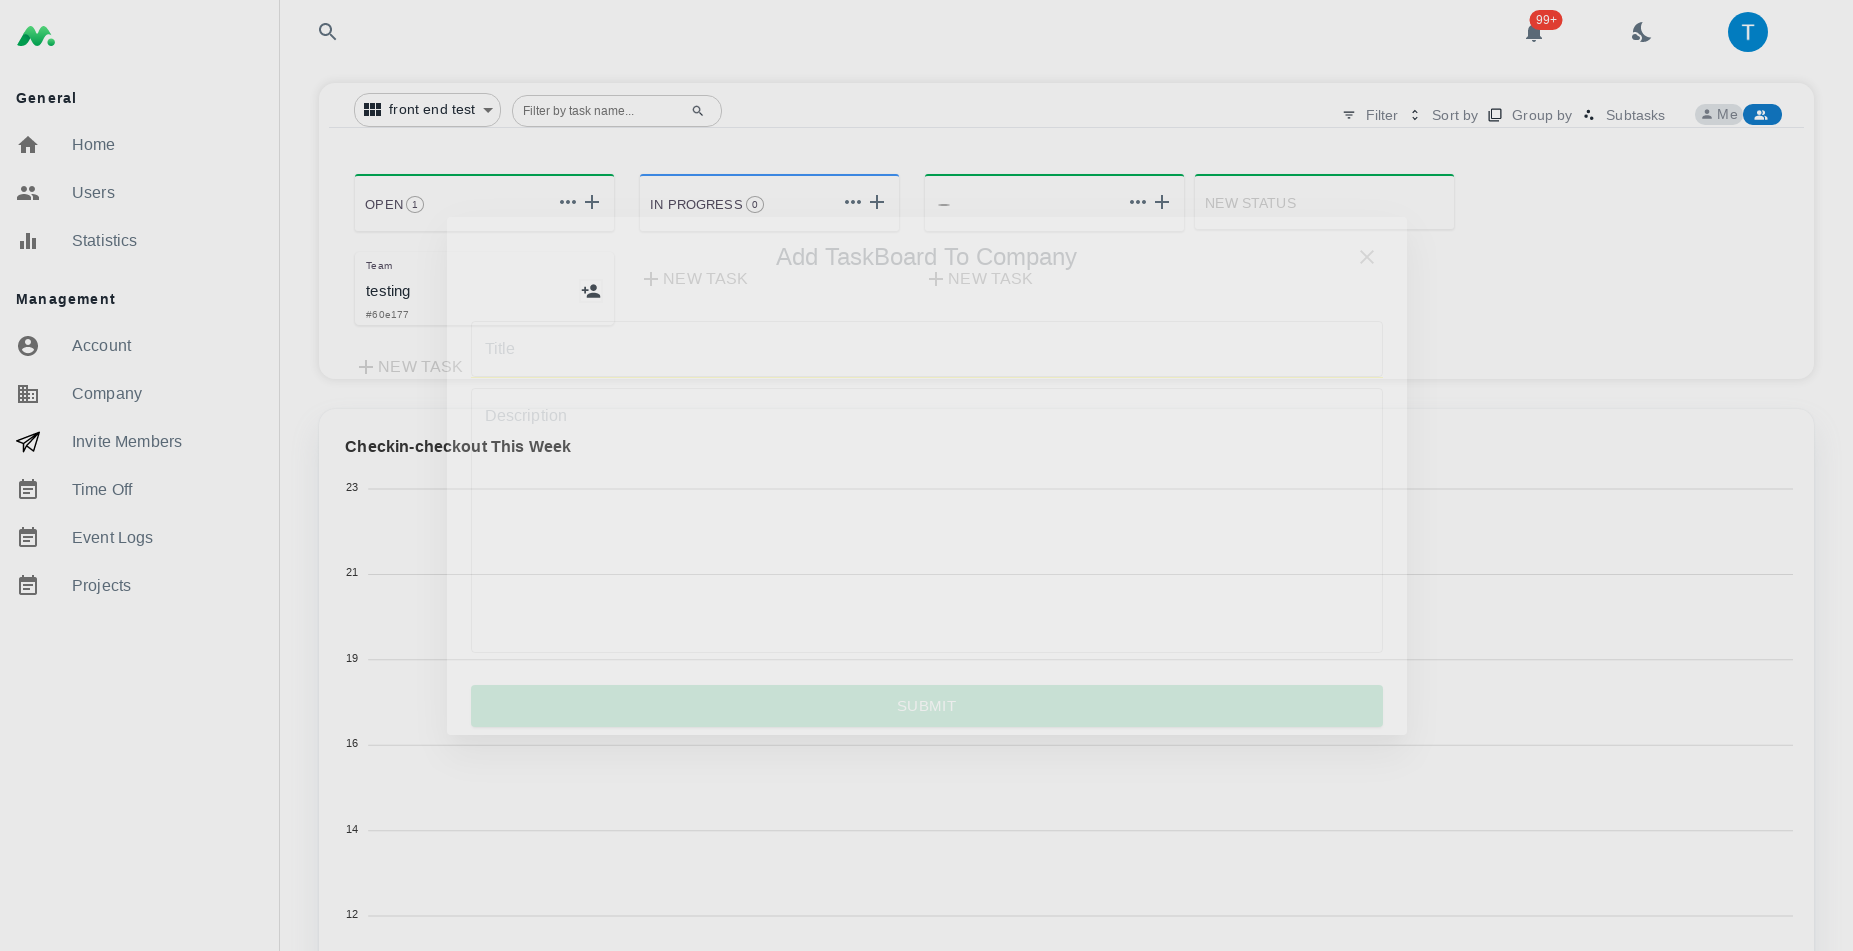 99+
T
General
Home
Users
Statistics
Management
Account
Company
Invite Members
Time Off
Event Logs
Projects
front end test
Filter by task name...
Filter
Sort by
Group by
Subtasks
Me
OPEN 1
IN PROGRESS 0
NEW STATUS
Team
testing
#60e177
NEW TASK
NEW TASK
NEW TASK
Add TaskBoard To Company
Title
Description
SUBMIT
Checkin-checkout This Week
23
21
19
16
14
12